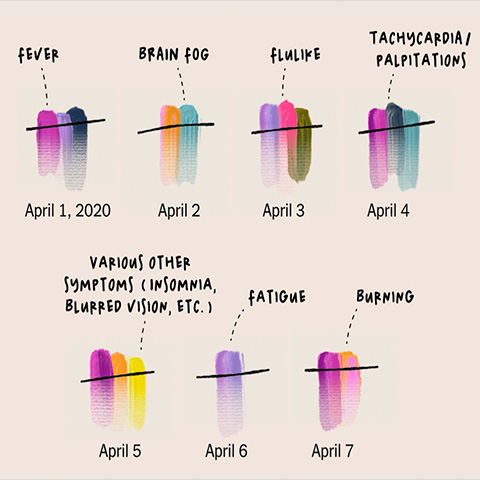 FEVER
BRAIN FOG
FLULIKE
TACHYCARDIA/
PALPITATIONS
April 1, 2020
April 2
April 3
April 4
VARIOUS OTHER
SYMPTOMS (INSOMNIA,
BLURRED VISION, ETC.)
FATIGUE
BURNING
April 5
April 6
April 7